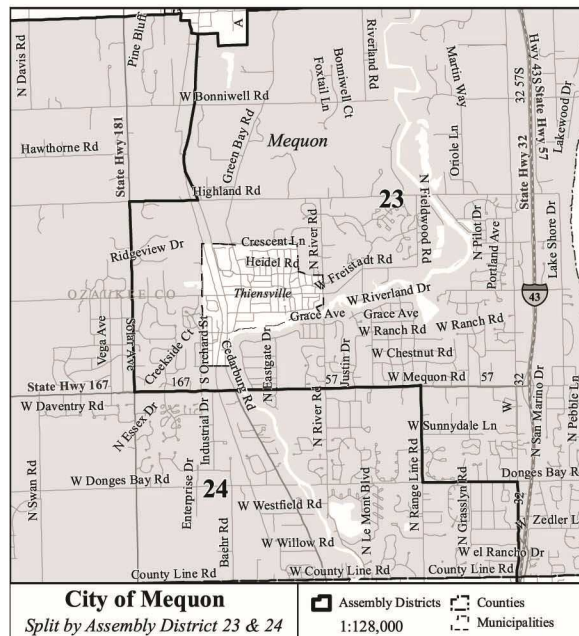 A
N Davis Rd
Pine Bluff
Riverland Rd
Bonniwell Ct
Foxtail Ln
Martin Way
Hwy 43S State Hwy 57
32 57S
State Hwy 32
Lakewood Dr
W Bonniwell Rd
Mequon
Green Bay Rd
State Hwy 181
Hawthorne Rd
Oriole Ln
Highland Rd
23
N Fieldwood Rd
N Pilot Dr
Portland Ave
Lake Shore Dr
N River Rd
Crescent Ln
Heidel Rd
W Freistadt Rd
Ridgeview Dr
Thiensville
OZAUKEE CO
W Riverland Dr
43
Grace Ave
Grace Ave
W Ranch Rd
W Ranch Rd
Vega Ave
Solar Ave
Creekside Ct
S Orchard St
Cedarburg Rd
N Eastgate Dr
Justin Dr
W Chestnut Rd
W Mequon Rd
57
32
State Hwy 167
167
57
W Daventry Rd
N Essex Dr
Industrial Dr
N River Rd
W
W Sunnydale Ln
N San Marino Dr
N Pebble Ln
N Swan Rd
W Donges Bay Rd
24
Enterprise Dr
Baehr Rd
N Le Mont Blvd
N Range Line Rd
N Grasslyn Rd
Donges Bay Rd
32
W Westfield Rd
Zedler L
W Willow Rd
W el Rancho Dr
County Line Rd
W County Line Rd
County Line Rd
City of Mequon
Split by Assembly District 23 & 24
Assembly Districts
Counties
1:128,000
Municipalities